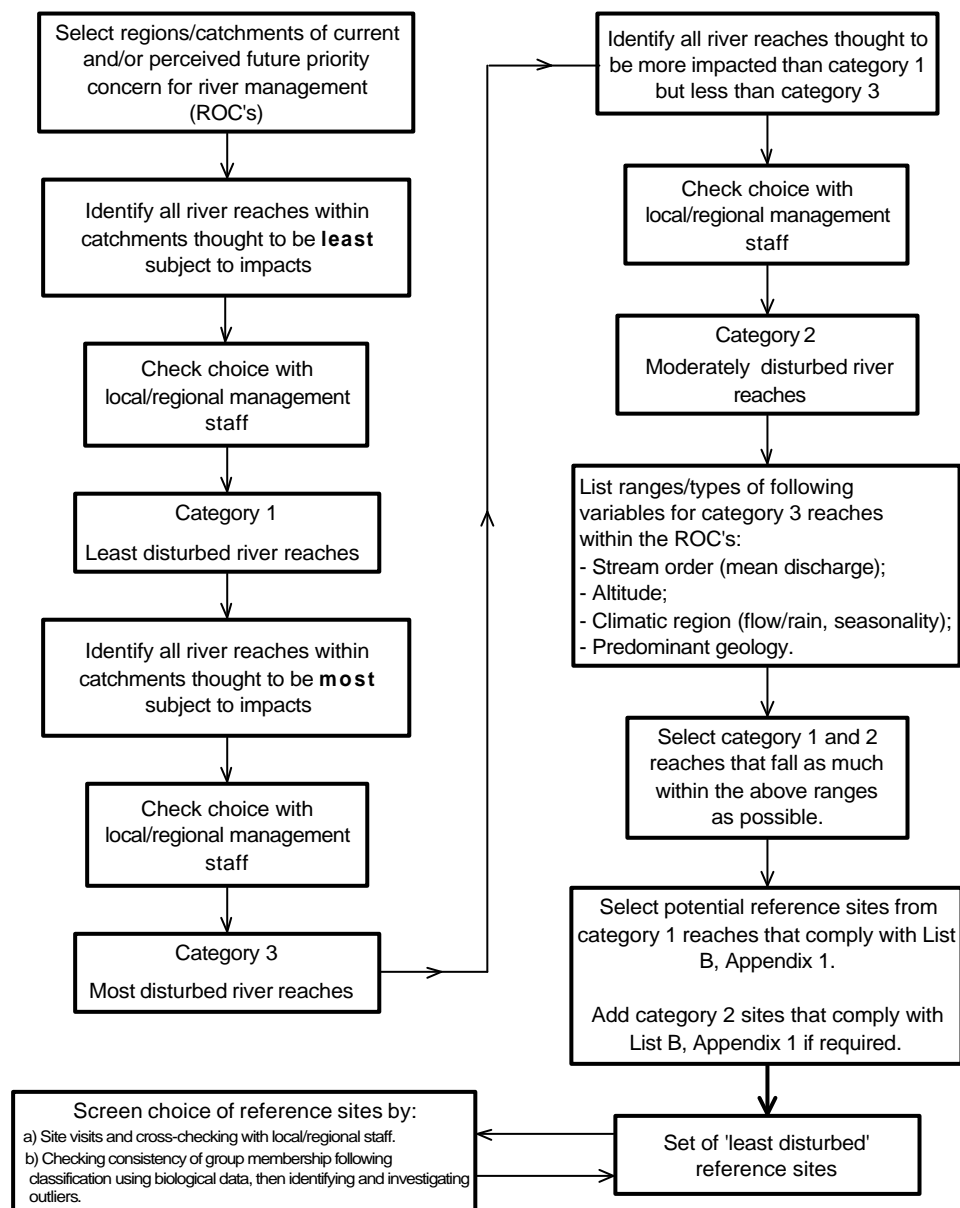 Select regions/catchments of current
and/or perceived future priority
concern for river management
(ROC's)
Identify all river reaches within
catchments thought to be least
subject to impacts
Check choice with
local/regional management
staff
Category 1
Least disturbed river reaches
Identify all river reaches within
catchments thought to be most
subject to impacts
Check choice with
local/regional management
staff
Category 3
Most disturbed river reaches
Identify all river reaches thought to
be more impacted than category 1
but less than category 3
Check choice with
local/regional management
staff
Category 2
Moderately disturbed river
reaches
List ranges/types of following
variables for category 3 reaches
within the ROC's:
- Stream order (mean discharge);
- Altitude;
- Climatic region (flow/rain, seasonality);
- Predominant geology.
Select category 1 and 2
reaches that fall as much
within the above ranges
as possible.
Select potential reference sites from
category 1 reaches that comply with List
B, Appendix 1.
Add category 2 sites that comply with
List B, Appendix 1 if required.
Set of 'least disturbed'
reference sites
Screen choice of reference sites by:
a) Site visits and cross-checking with local/regional staff.
b) Checking consistency of group membership following
classification using biological data, then identifying and investigating
outliers.